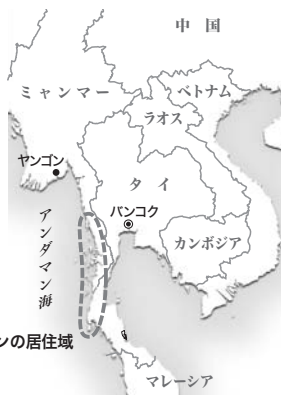 中国
ミャンマー
ベトナム
ラオス
ヤンゴン
タイ
バンコク
カンボジア
アンダマン海
ンの居住域
マレーシア